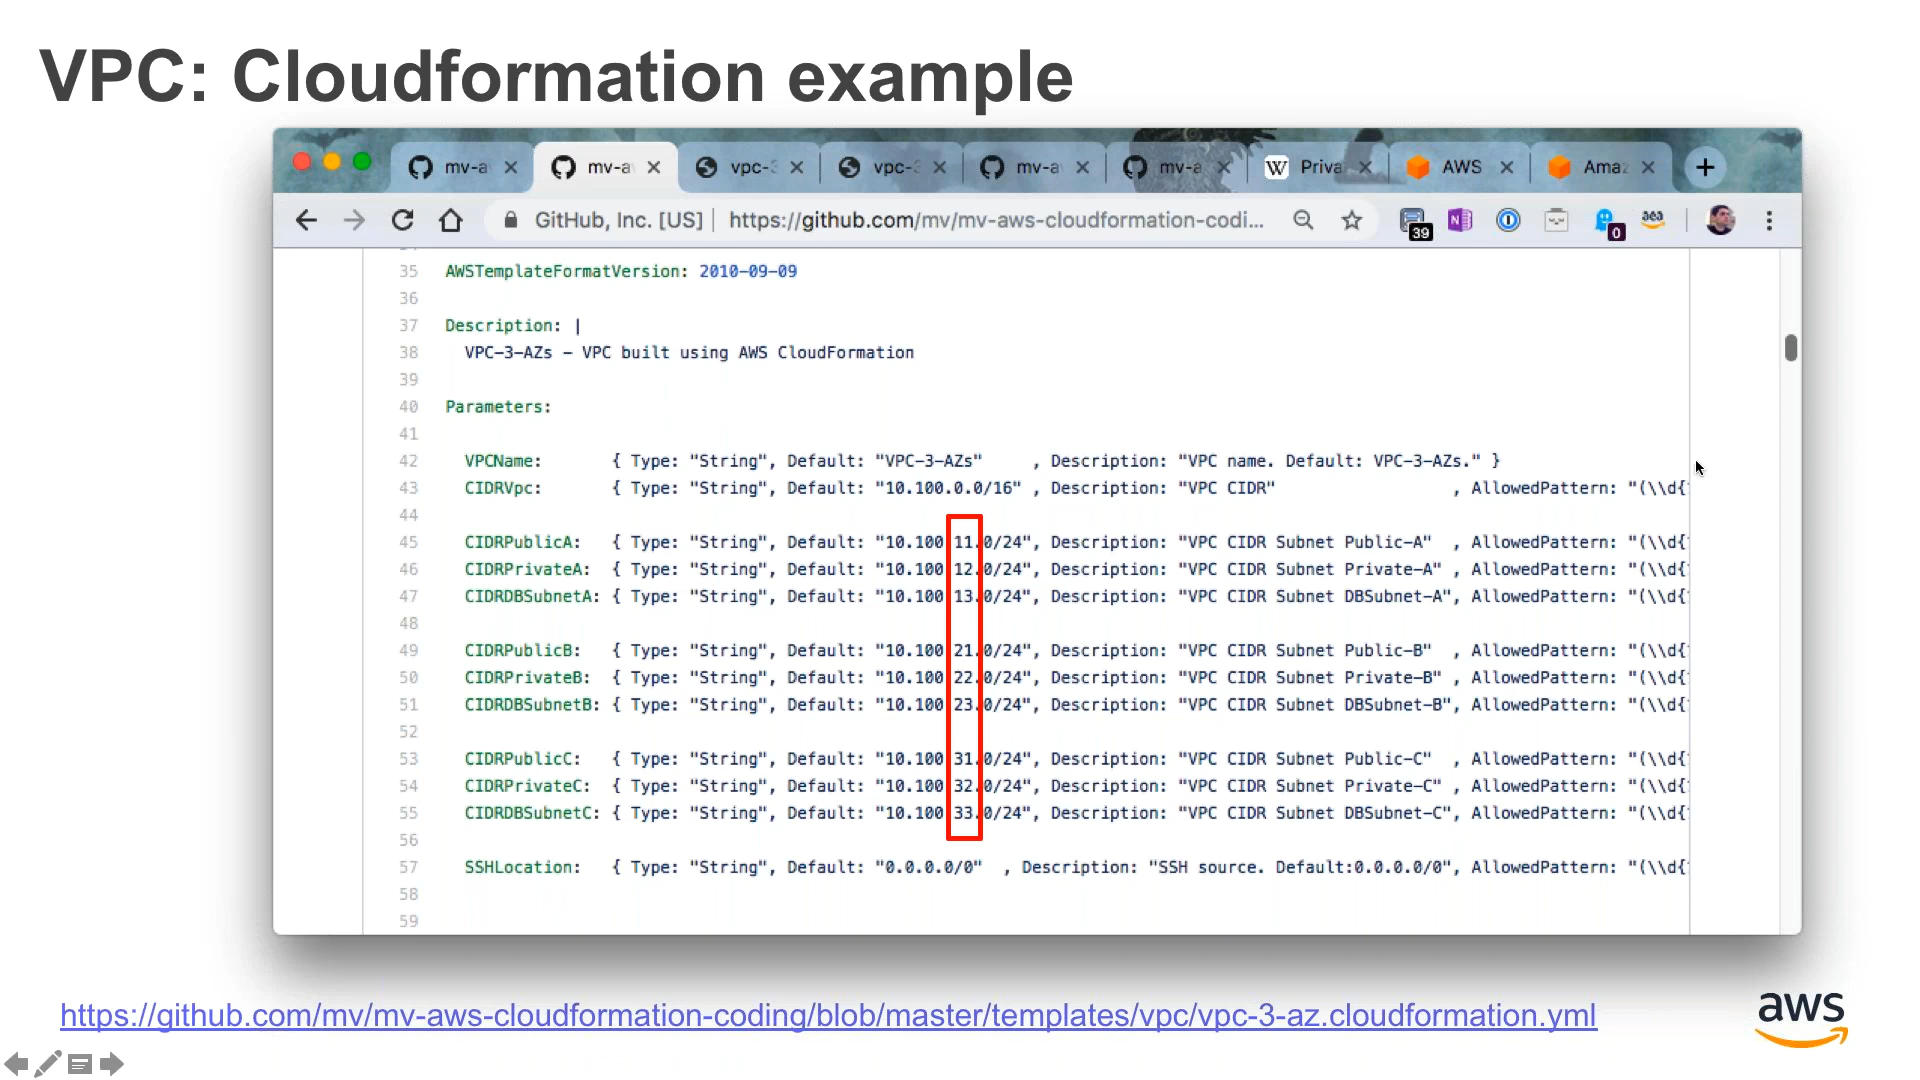 VPC: Cloudformation example
mv-a mv-a vpc-3 vpc-3 mv-a mv-a W Priva AWS Ama
GitHub, Inc. [US] | https://github.com/mv/mv-aws-cloudformation-codi... 39 N aea 0
35 AWSTemplateFormatVersion: 2010-09-09
36
37 Description: |
38 VPC-3-AZs - VPC built using AWS CloudFormation
39
40 Parameters:
41
42 VPCName: { Type: "String", Default: "VPC-3-AZs" , Description: "VPC name. Default: VPC-3-AZs." }
43 CIDRVpc: { Type: "String", Default: "10.100.0.0/16" , Description: "VPC CIDR" , AllowedPattern: "(\\d{
44
45 CIDRPublicA: { Type: "String", Default: "10.100.11.0/24", Description: "VPC CIDR Subnet Public-A" , AllowedPattern: "(\\d{
46 CIDRPrivateA: { Type: "String", Default: "10.100.12.0/24", Description: "VPC CIDR Subnet Private-A" , AllowedPattern: "(\\d{
47 CIDRDBSubnetA: { Type: "String", Default: "10.100.13.0/24", Description: "VPC CIDR Subnet DBSubnet-A", AllowedPattern: "(\\d{
48
49 CIDRPublicB: { Type: "String", Default: "10.100.21.0/24", Description: "VPC CIDR Subnet Public-B" , AllowedPattern: "(\\d{
50 CIDRPrivateB: { Type: "String", Default: "10.100.22.0/24", Description: "VPC CIDR Subnet Private-B" , AllowedPattern: "(\\d{
51 CIDRDBSubnetB: { Type: "String", Default: "10.100.23.0/24", Description: "VPC CIDR Subnet DBSubnet-B", AllowedPattern: "(\\d{
52
53 CIDRPublicC: { Type: "String", Default: "10.100.31.0/24", Description: "VPC CIDR Subnet Public-C" , AllowedPattern: "(\\d{
54 CIDRPrivateC: { Type: "String", Default: "10.100.32.0/24", Description: "VPC CIDR Subnet Private-C" , AllowedPattern: "(\\d{
55 CIDRDBSubnetC: { Type: "String", Default: "10.100.33.0/24", Description: "VPC CIDR Subnet DBSubnet-C", AllowedPattern: "(\\d{
56
57 SSHLocation: { Type: "String", Default: "0.0.0.0/0" , Description: "SSH source. Default:0.0.0.0/0", AllowedPattern: "(\\d{
58
59
https://github.com/mv/mv-aws-cloudformation-coding/blob/master/templates/vpc/vpc-3-az.cloudformation.yml
aws